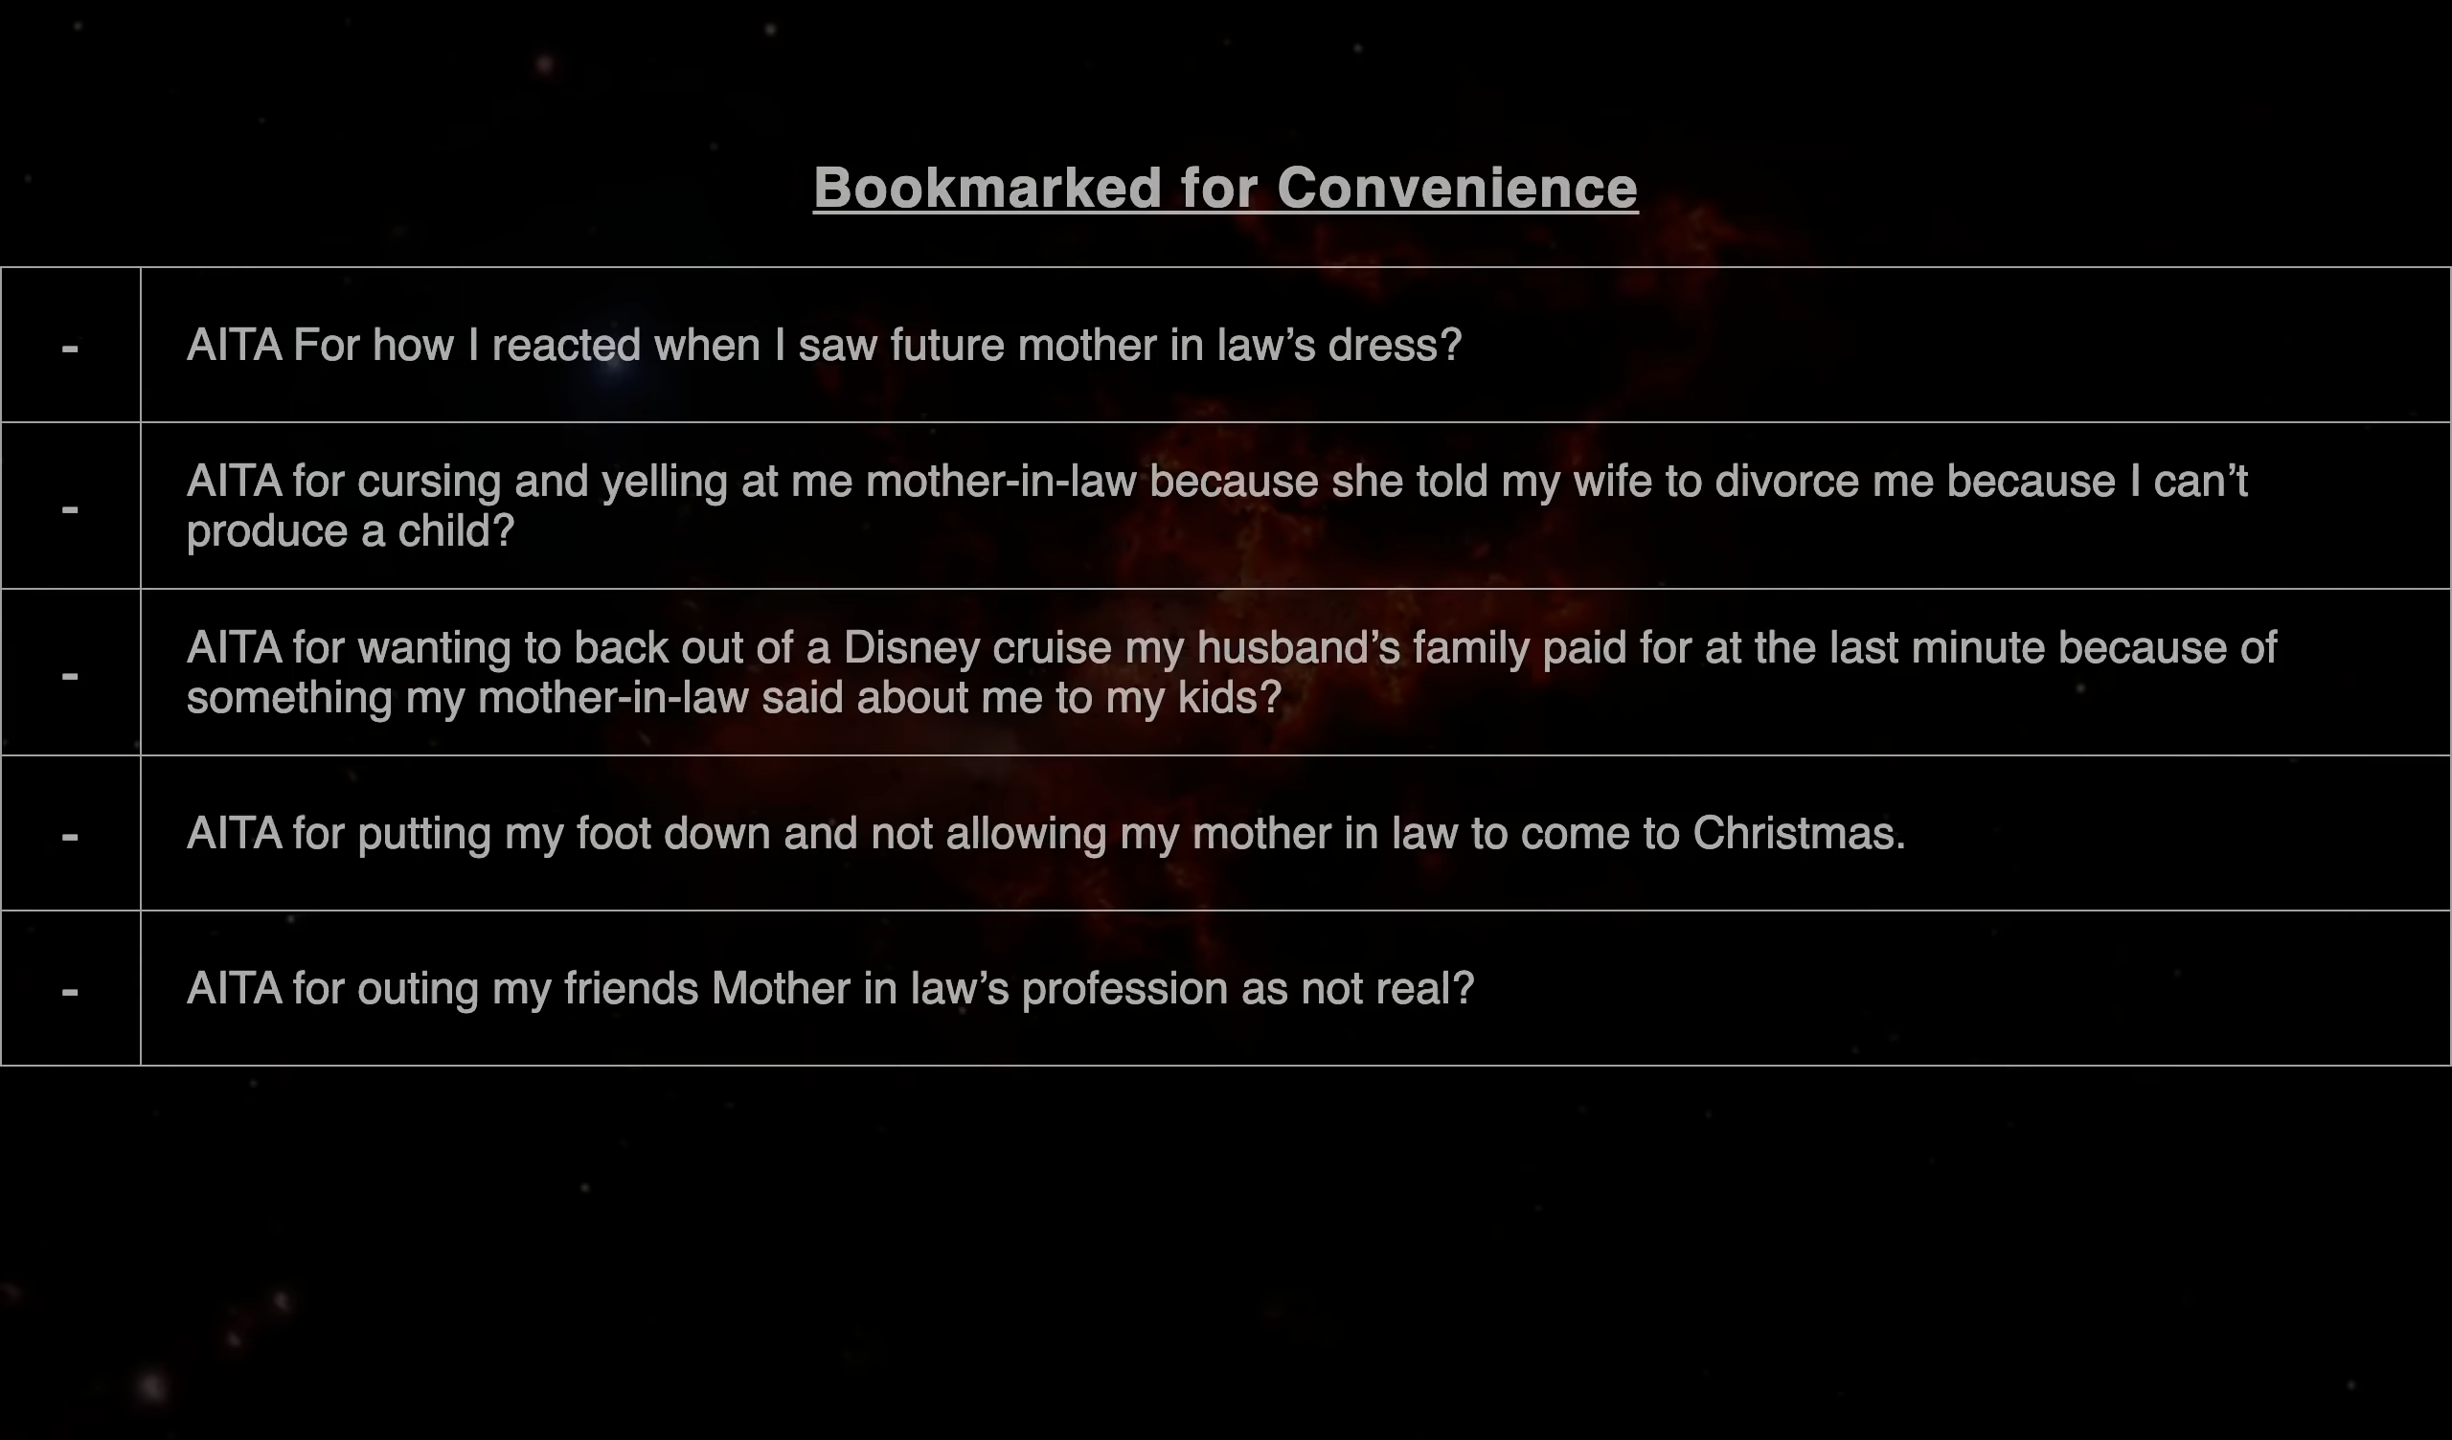 Bookmarked for Convenience
- AITA For how I reacted when I saw future mother in law’s dress?
- AITA for cursing and yelling at me mother-in-law because she told my wife to divorce me because I can’t
produce a child?
- AITA for wanting to back out of a Disney cruise my husband’s family paid for at the last minute because of
something my mother-in-law said about me to my kids?
- AITA for putting my foot down and not allowing my mother in law to come to Christmas.
- AITA for outing my friends Mother in law’s profession as not real?